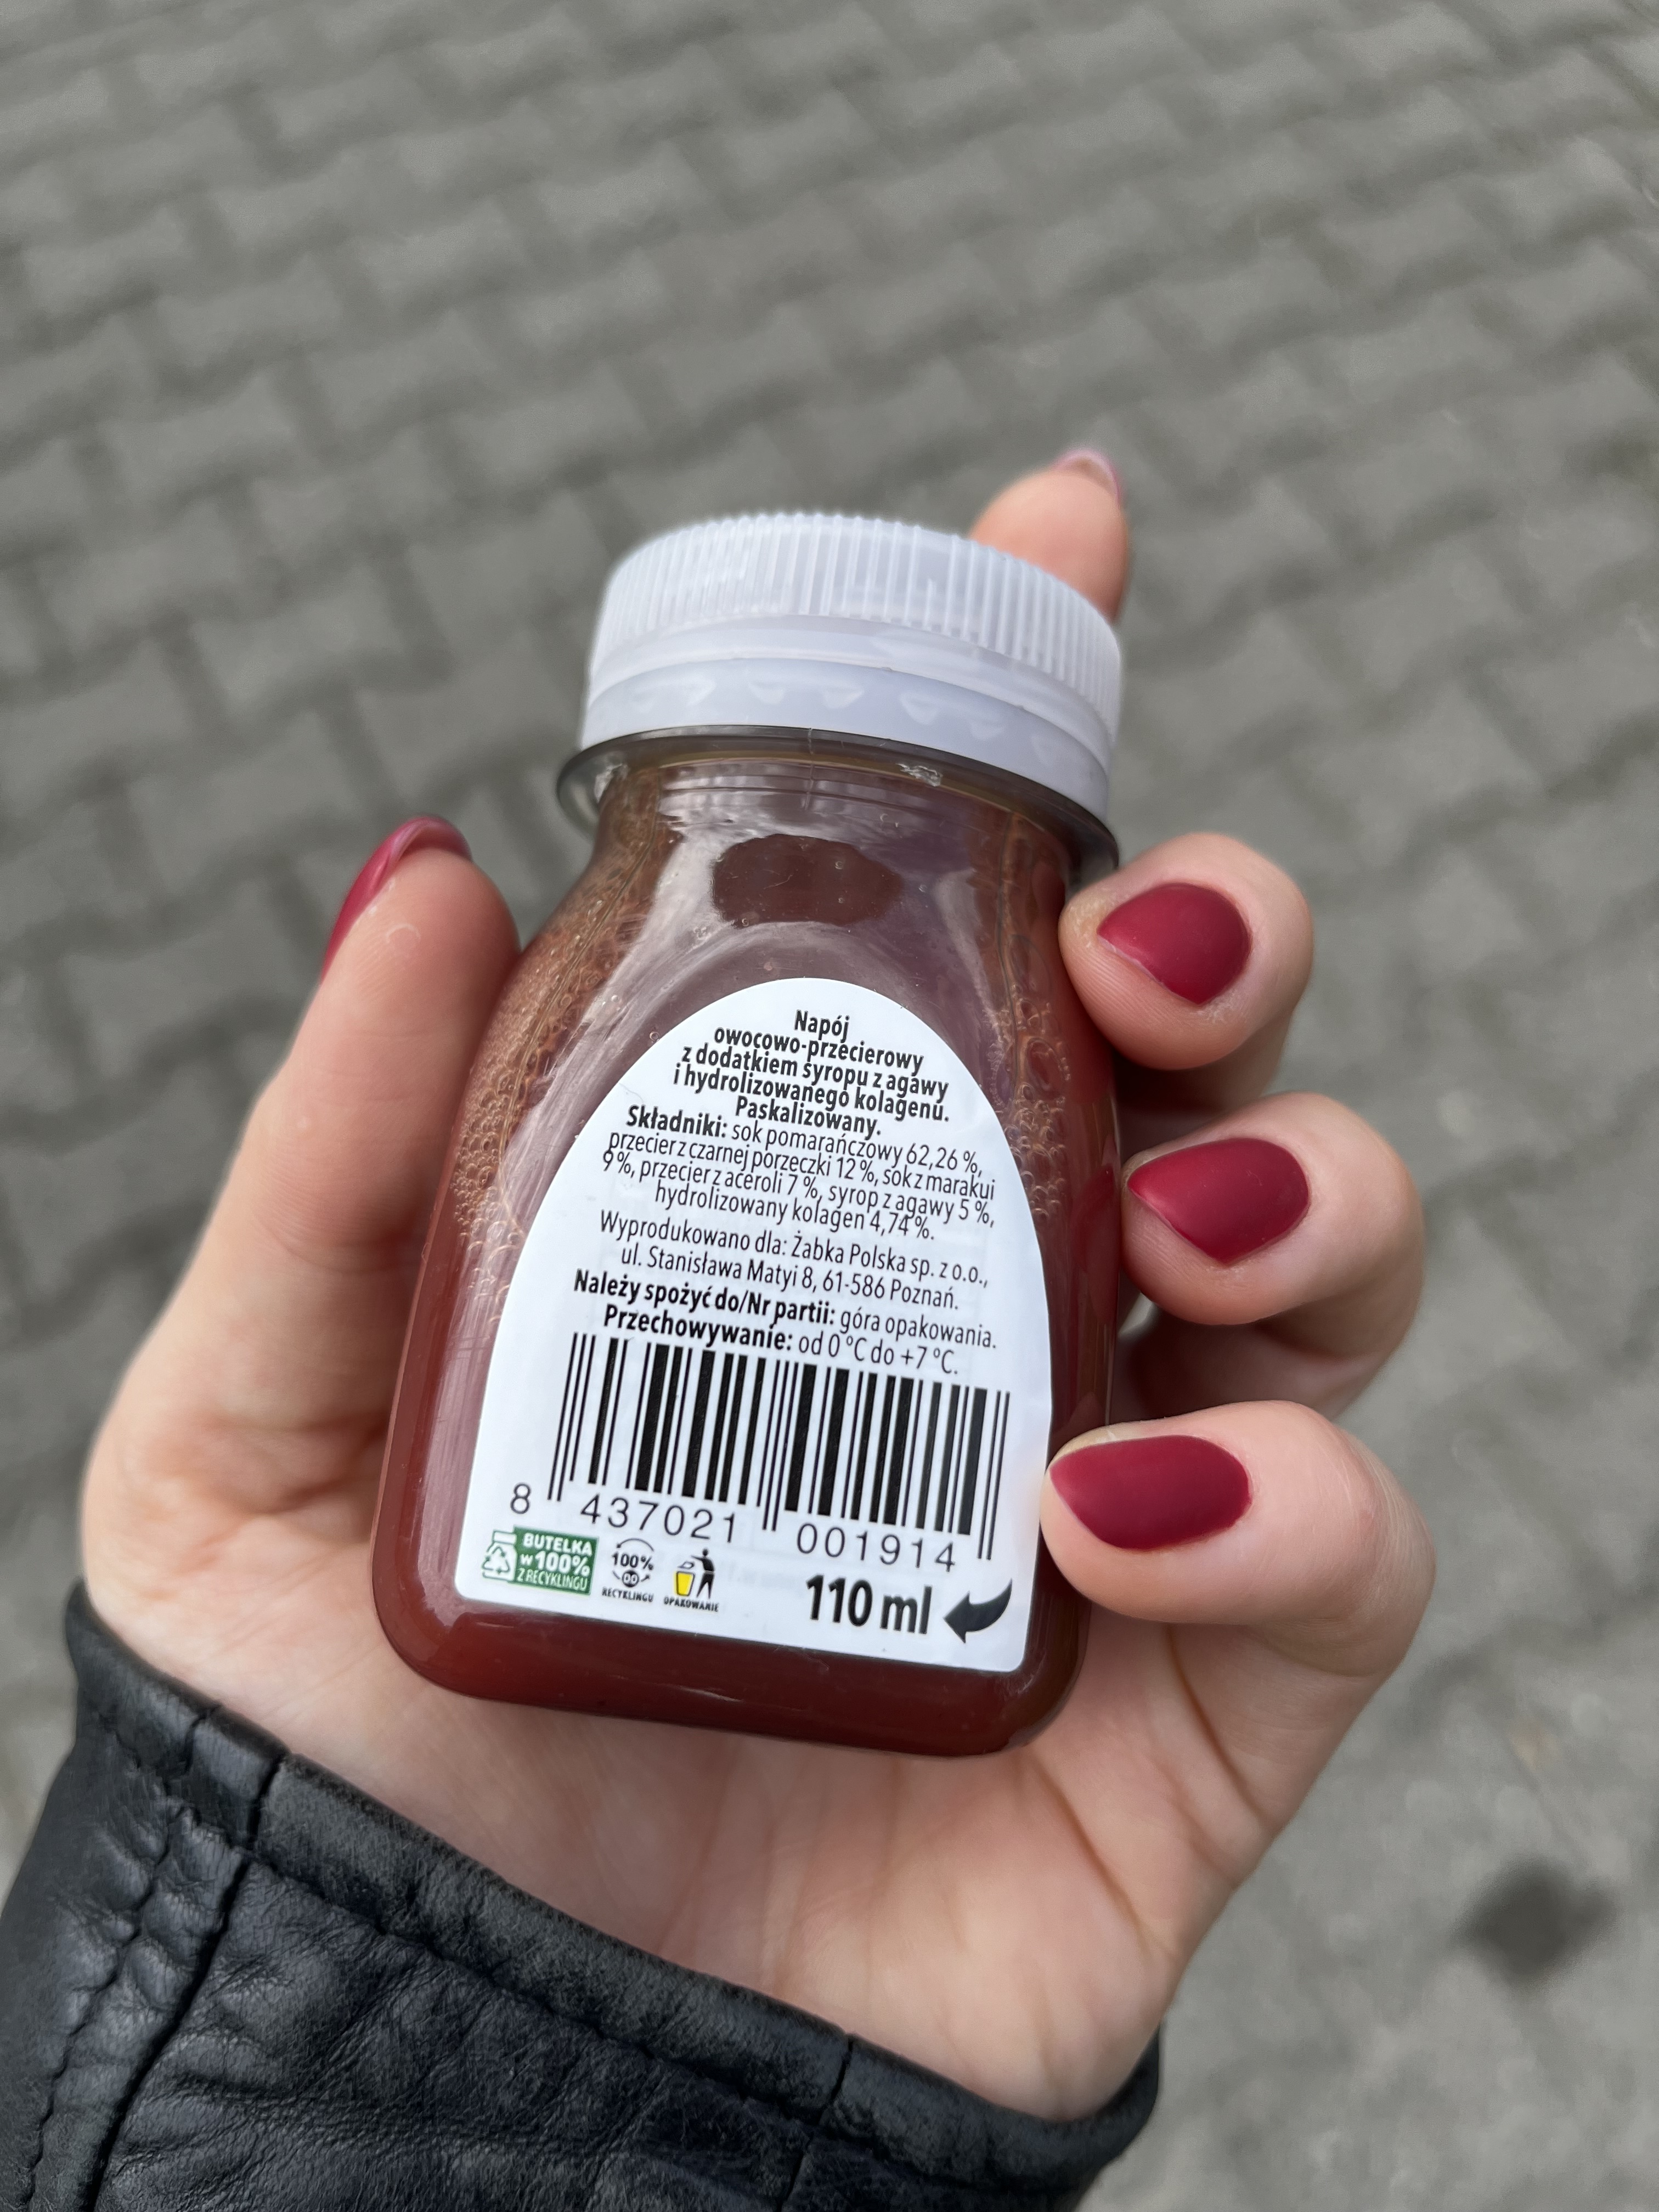 Napój
owocowo-przecierowy
z dodatkiem syropu z agawy
i hydrolizowanego kolagenu.
Paskalizowany.
Składniki: sok pomarańczowy 62,26 %,
przecier z czarnej porzeczki 12 %, sok z marakui
9 %, przecier z aceroli 7 %, syrop z agawy 5 %,
hydrolizowany kolagen 4,74 %.
Wyprodukowano dla: Żabka Polska sp. z o.o.,
ul. Stanisława Matyi 8, 61-586 Poznań.
Należy spożyć do/Nr partii: góra opakowania.
Przechowywanie: od 0 °C do +7 °C.
8 437021 001914
BUTELKA
w 100%
Z RECYKLINGU
100%
DO
RECYKLINGU
OPAKOWANIE
110 ml